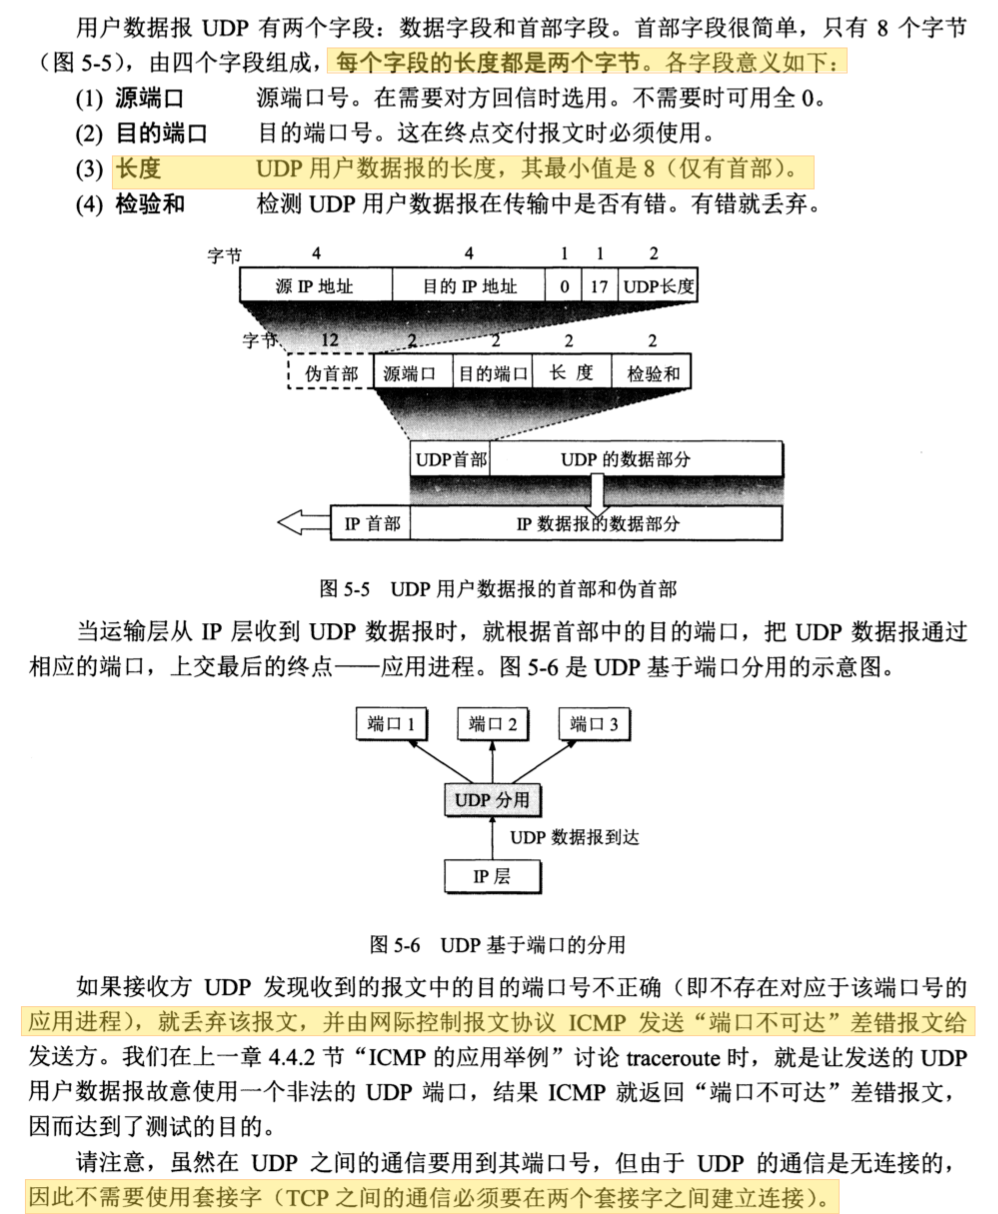 用户数据报 UDP 有两个字段：数据字段和首部字段。首部字段很简单，只有 8 个字节
（图 5-5），由四个字段组成，每个字段的长度都是两个字节。各字段意义如下：
(1) 源端口 源端口号。在需要对方回信时选用。不需要时可用全 0。
(2) 目的端口 目的端口号。这在终点交付报文时必须使用。
(3) 长度 UDP 用户数据报的长度，其最小值是 8（仅有首部）。
(4) 检验和 检测 UDP 用户数据报在传输中是否有错。有错就丢弃。
字节 4 4 1 1 2
源 IP 地址 目的 IP 地址 0 17 UDP长度
字节 12 2 2 2 2
伪首部 源端口 目的端口 长 度 检验和
UDP首部 UDP 的数据部分
IP 首部 IP 数据报的数据部分
图 5-5 UDP 用户数据报的首部和伪首部
当运输层从 IP 层收到 UDP 数据报时，就根据首部中的目的端口，把 UDP 数据报通过
相应的端口，上交最后的终点——应用进程。图 5-6 是 UDP 基于端口分用的示意图。
端口 1 端口 2 端口 3
UDP 分用
UDP 数据报到达
IP 层
图 5-6 UDP 基于端口的分用
如果接收方 UDP 发现收到的报文中的目的端口号不正确（即不存在对应于该端口号的
应用进程），就丢弃该报文，并由网际控制报文协议 ICMP 发送“端口不可达”差错报文给
发送方。我们在上一章 4.4.2 节“ICMP 的应用举例”讨论 traceroute 时，就是让发送的 UDP
用户数据报故意使用一个非法的 UDP 端口，结果 ICMP 就返回“端口不可达”差错报文，
因而达到了测试的目的。
请注意，虽然在 UDP 之间的通信要用到其端口号，但由于 UDP 的通信是无连接的，
因此不需要使用套接字（TCP 之间的通信必须要在两个套接字之间建立连接）。